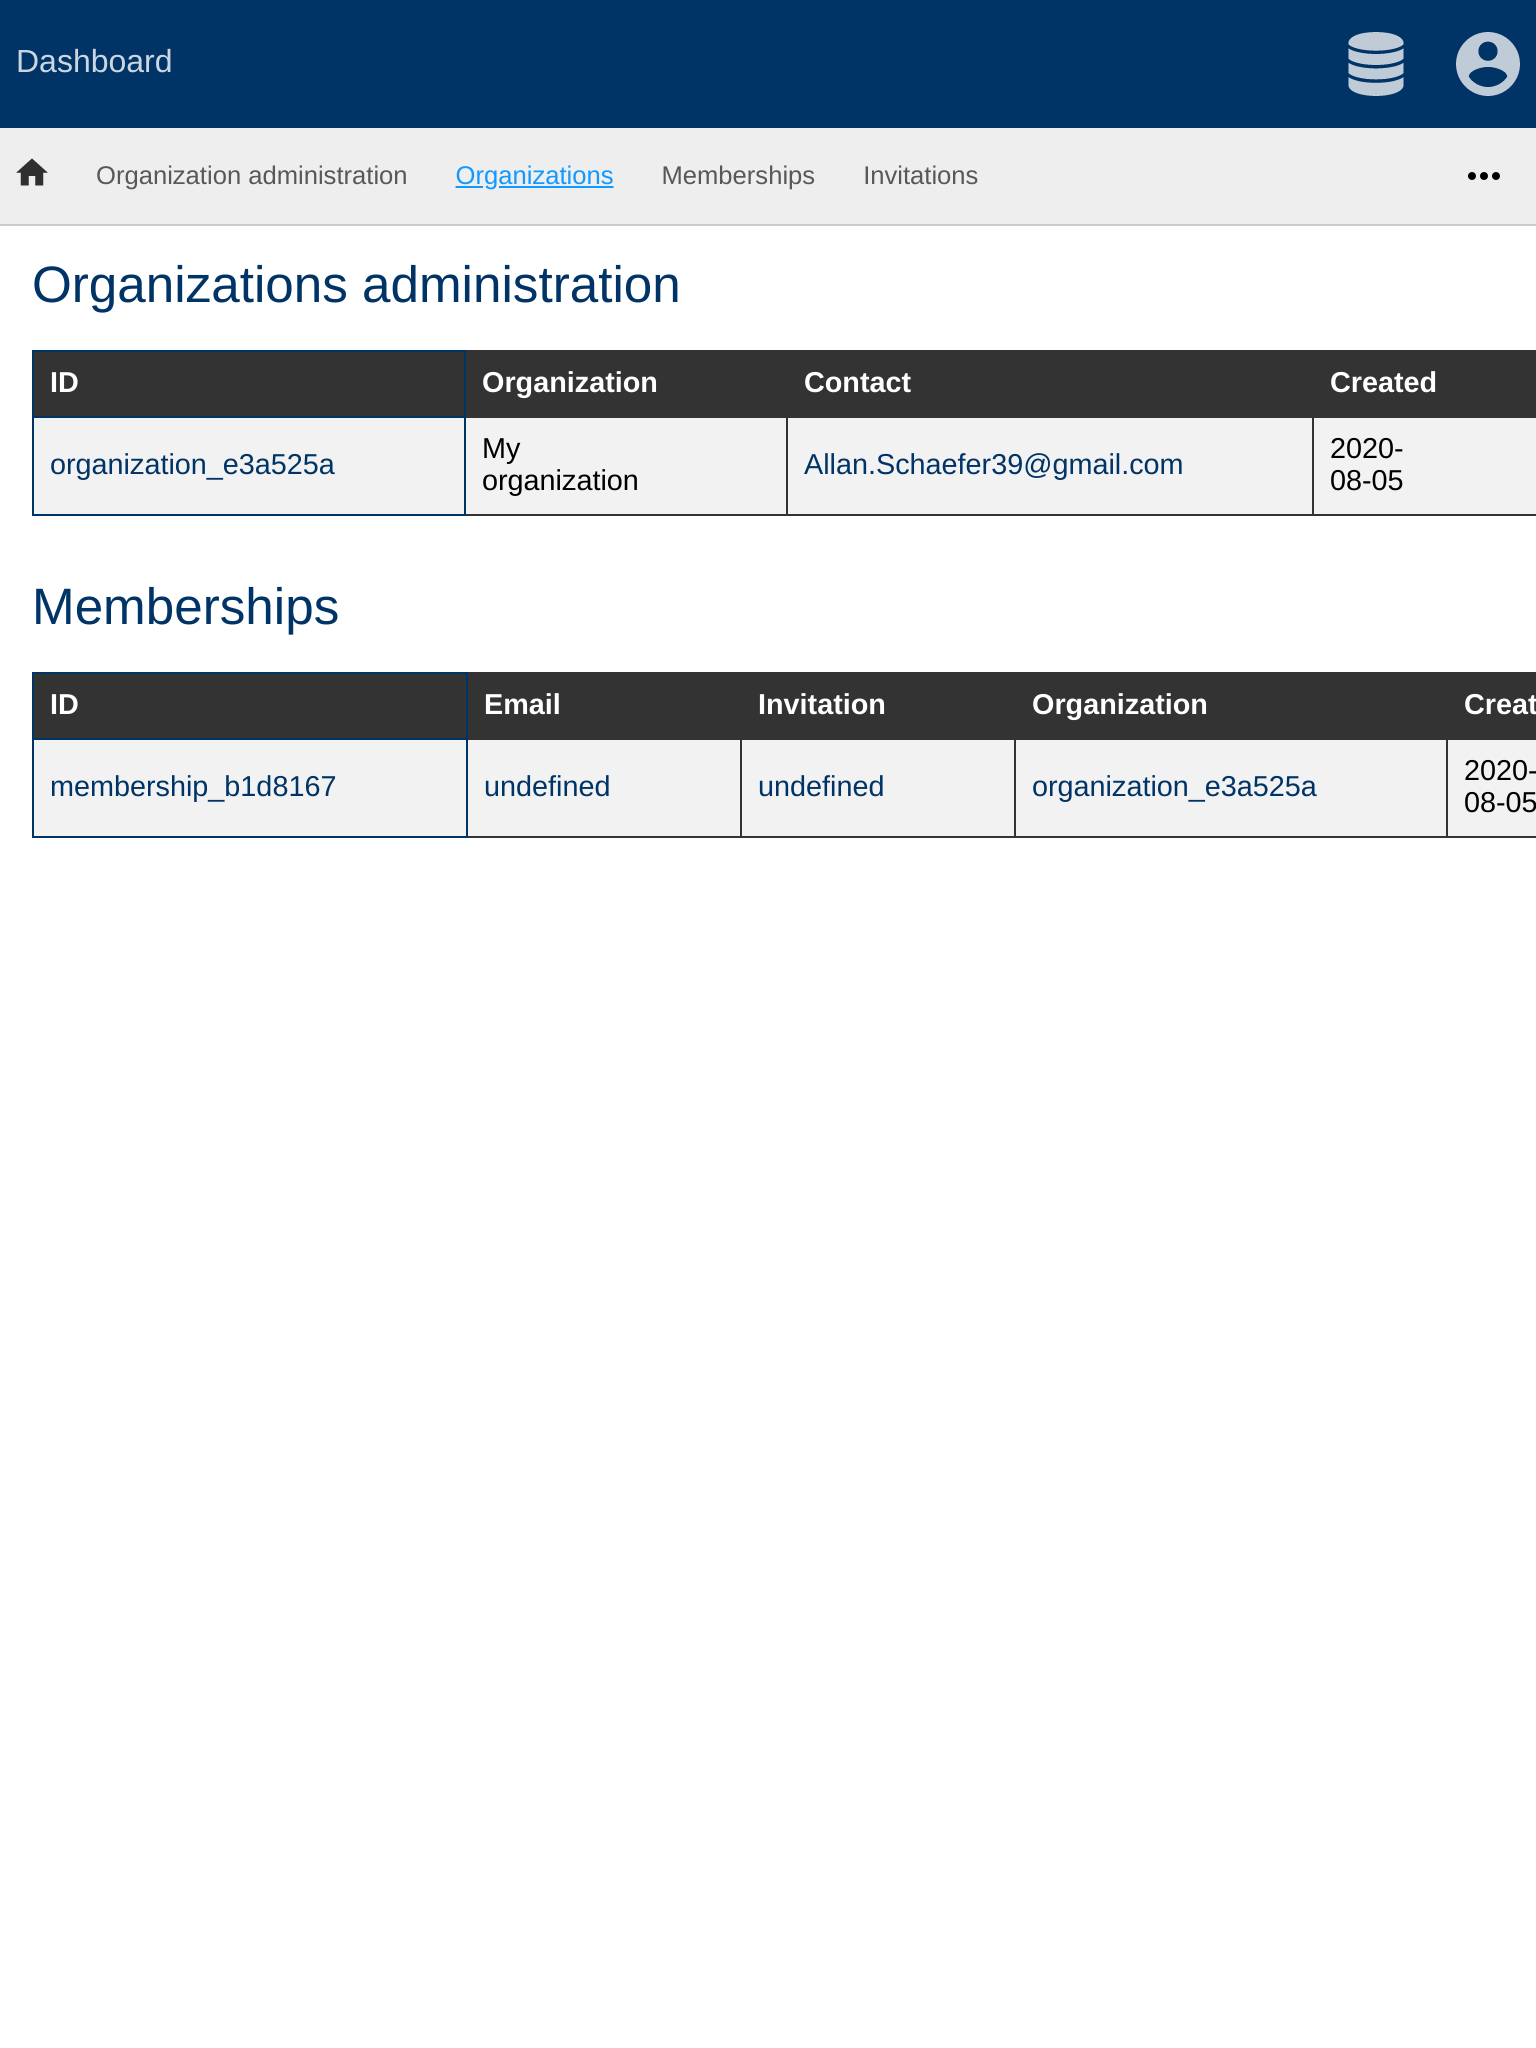 Dashboard
Organization administration Organizations Memberships Invitations
Organizations administration
ID Organization Contact Created
organization_e3a525a My organization Allan.Schaefer39@gmail.com 2020-08-05
Memberships
ID Email Invitation Organization Creat
membership_b1d8167 undefined undefined organization_e3a525a 2020-08-05